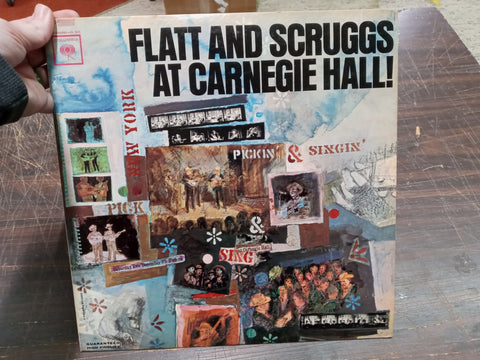 FLATT AND SCRUGGS
AT CARNEGIE HALL!
NEW YORK
PICKIN' & SINGIN'
PICK
&
SING
GUARANTEED
HIGH FIDELITY